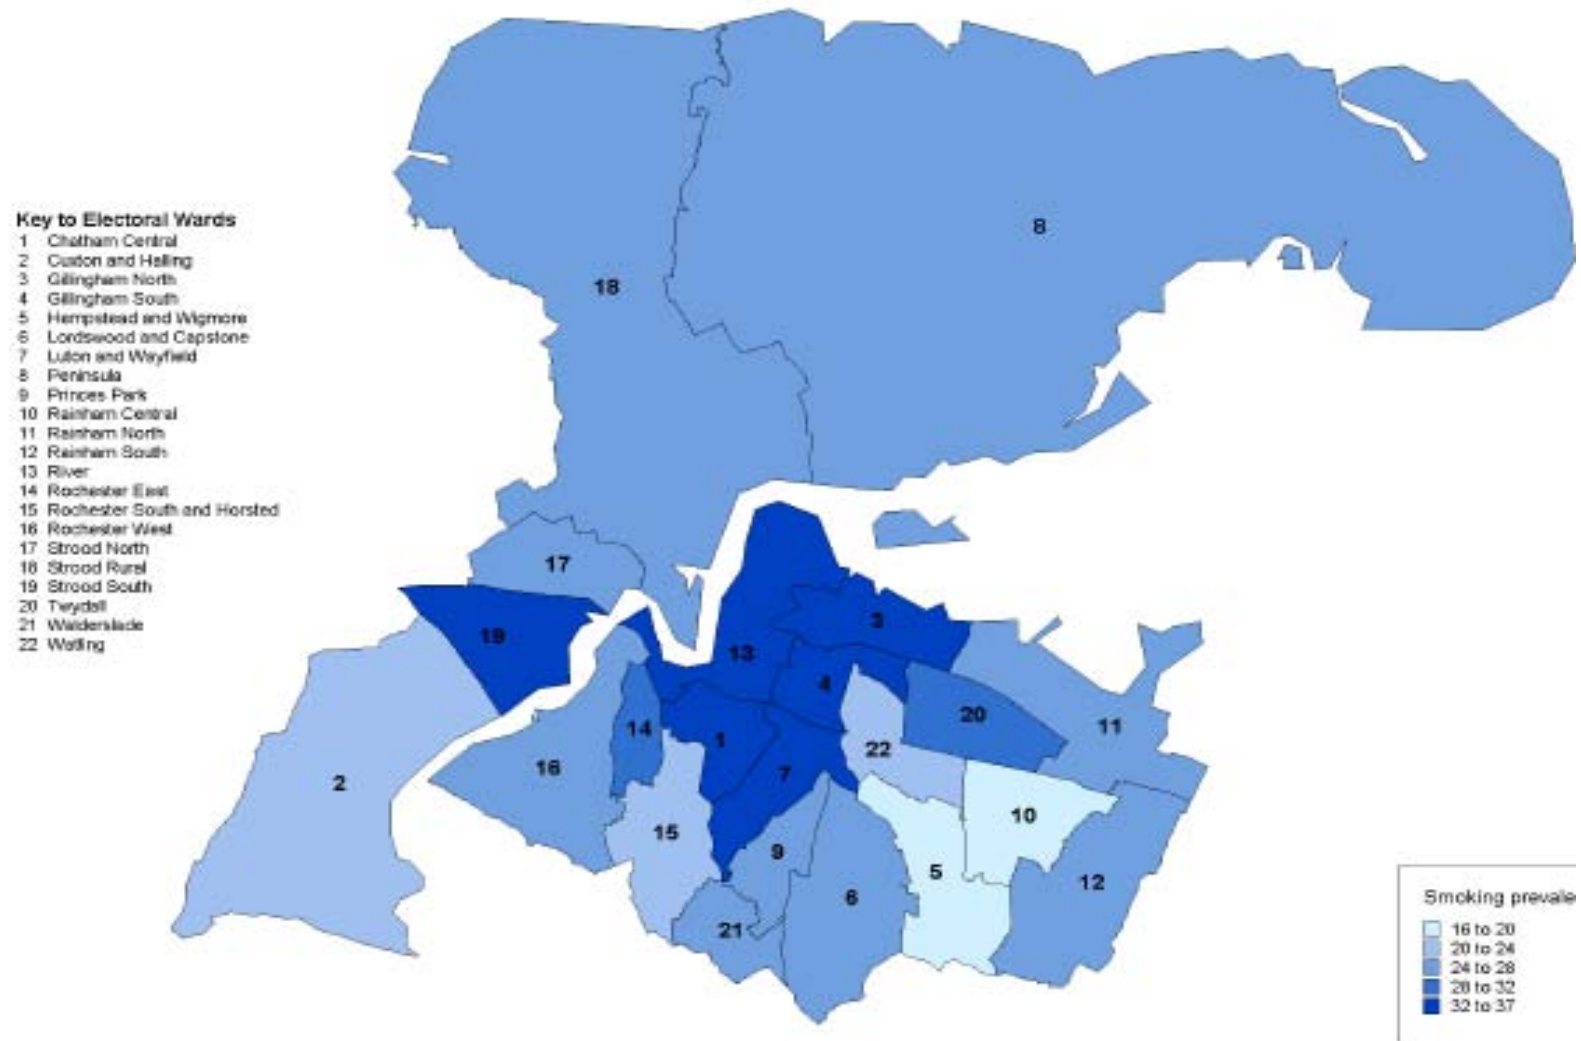 Key to Electoral Wards
1 Chatham Central
2 Cuxton and Halling
3 Gillingham North
4 Gillingham South
5 Hempstead and Wigmore
6 Lordswood and Capstone
7 Luton and Wayfield
8 Peninsula
9 Princes Park
10 Rainham Central
11 Rainham North
12 Rainham South
13 River
14 Rochester East
15 Rochester South and Horsted
16 Rochester West
17 Strood North
18 Strood Rural
19 Strood South
20 Twydall
21 Walderslade
22 Watling
8
18
17
3
19
13
4
20
14
11
1
22
7
16
2
10
15
9
5
12
6
21
Smoking prevale
16 to 20
20 to 24
24 to 28
28 to 32
32 to 37